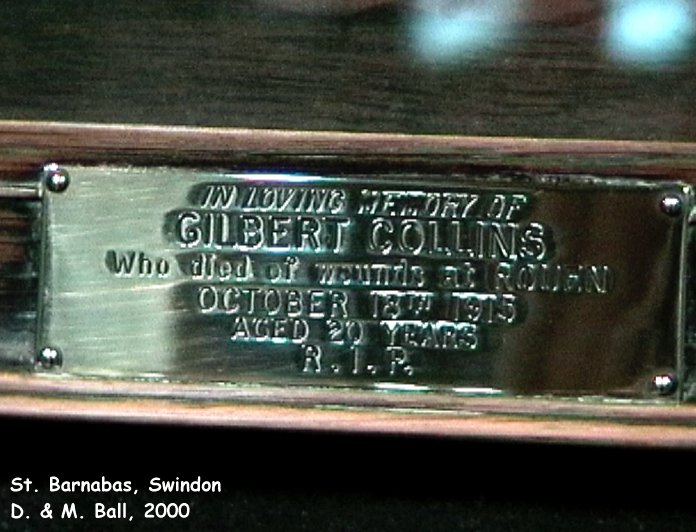 IN LOVING MEMORY OF
GILBERT COLLINS
Who died of wounds at ROUEN
OCTOBER 18TH 1915
AGED 20 YEARS
R.I.P.
St. Barnabas, Swindon
D. & M. Ball, 2000